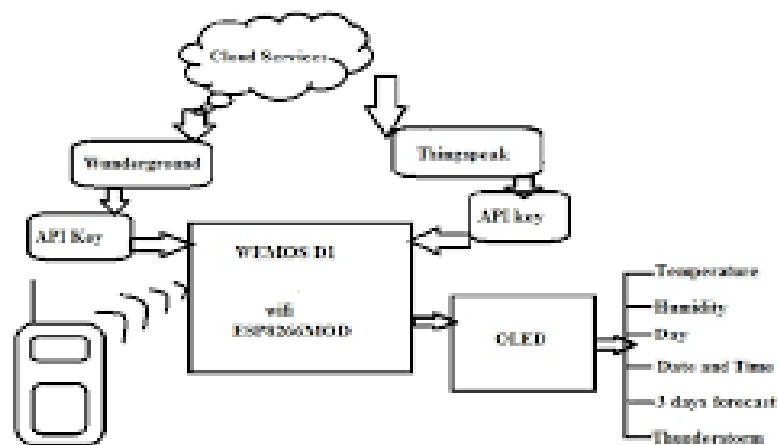 Cloud Services
Wunderground
Thingspeak
API Key
API key
WEMOS D1
wifi
ESP8266MOD
OLED
Temperature
Humidity
Day
Date and Time
3 days forecast
Thunderstorm